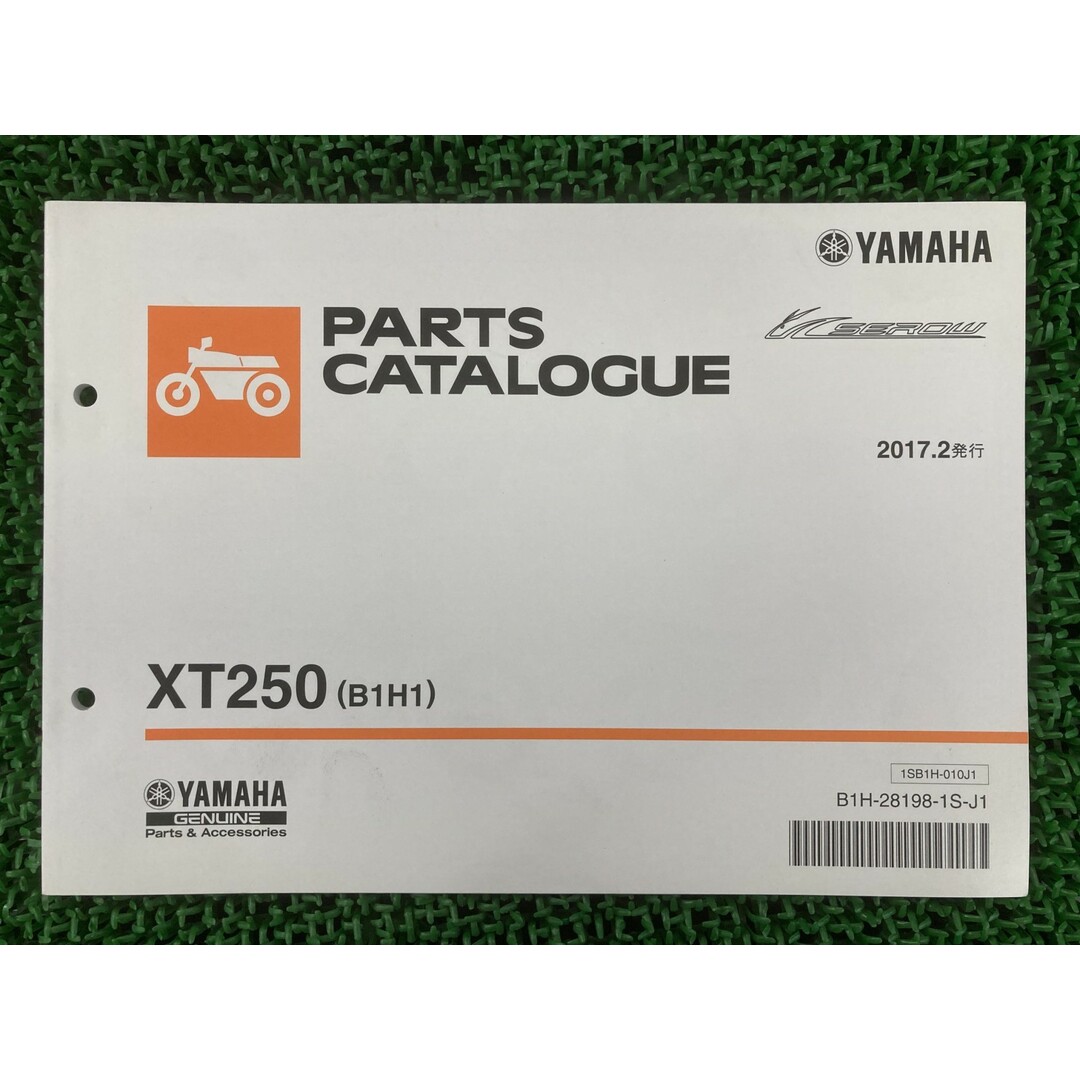 YAMAHA
PARTS
CATALOGUE
SEROW
2017.2発行
XT250 (B1H1)
1SB1H-010J1
B1H-28198-1S-J1
YAMAHA
GENUINE
Parts & Accessories